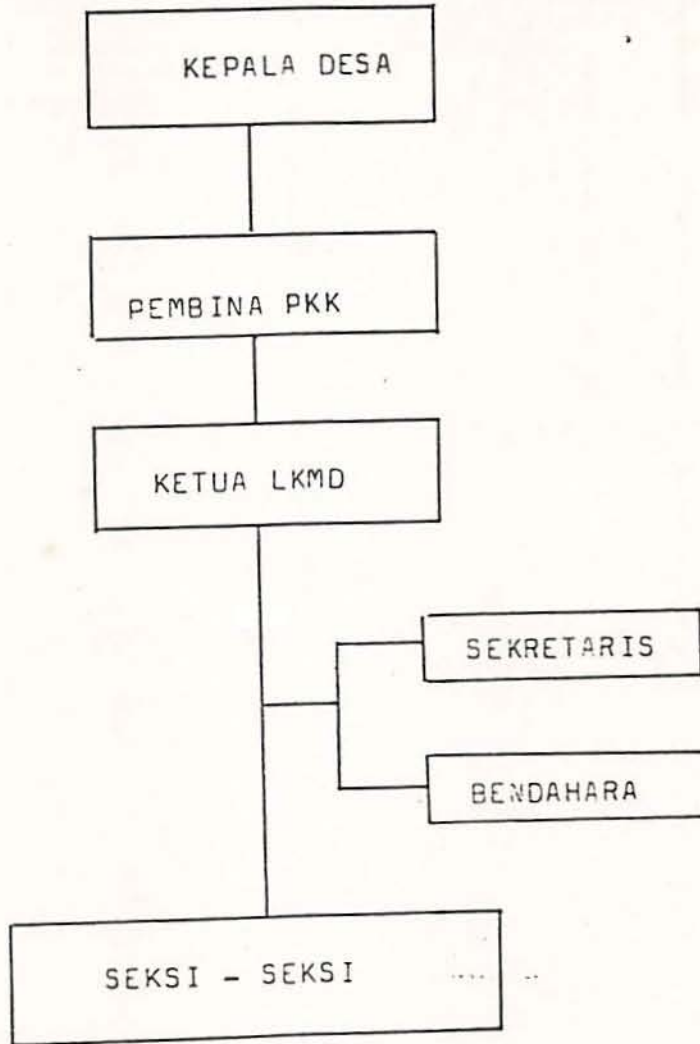 KEPALA DESA
PEMBINA PKK
KETUA LKMD
SEKRETARIS
BENDAHARA
SEKSI - SEKSI